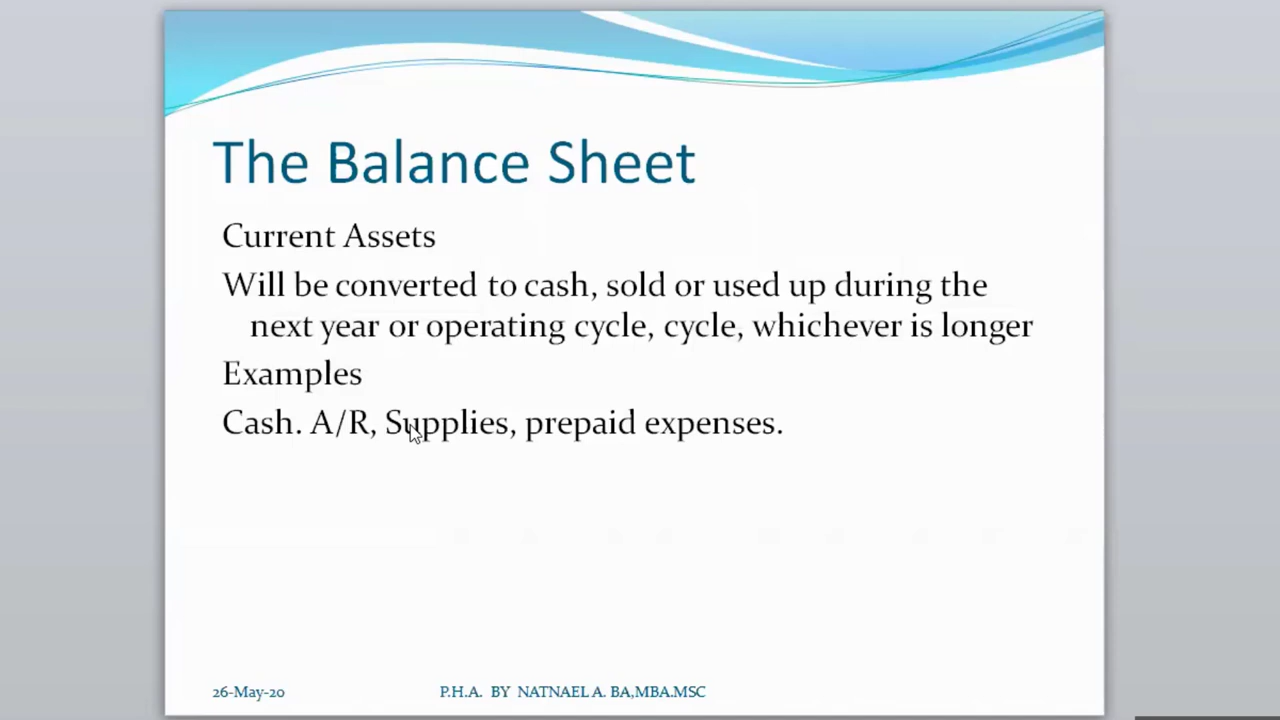 The Balance Sheet
Current Assets
Will be converted to cash, sold or used up during the
next year or operating cycle, cycle, whichever is longer
Examples
Cash. A/R, Supplies, prepaid expenses.
26-May-20
P.H.A. BY NATNAEL A. BA,MBA.MSC